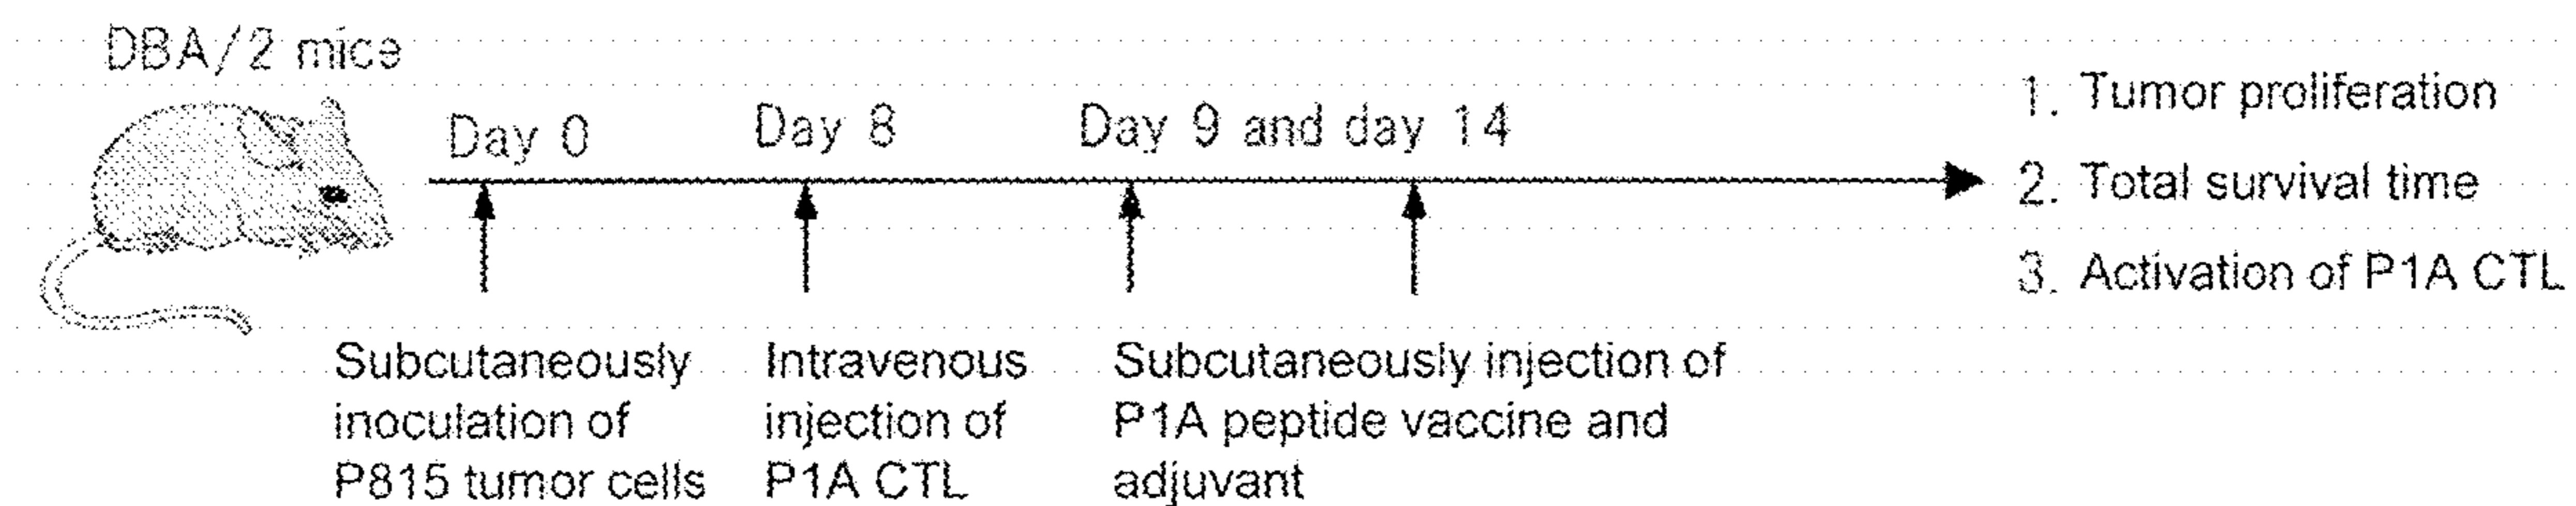 DBA/2 mice
Day 0
Day 8
Day 9 and day 14
1. Tumor proliferation
2. Total survival time
3. Activation of P1A CTL
Subcutaneously
inoculation of
P815 tumor cells
Intravenous
injection of
P1A CTL
Subcutaneously injection of
P1A peptide vaccine and
adjuvant